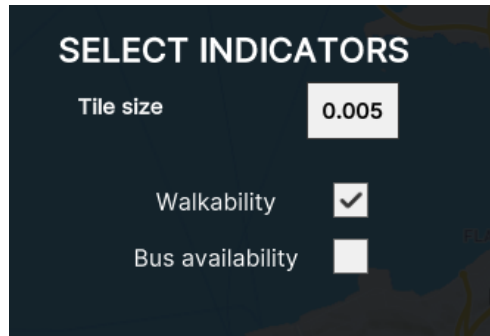 SELECT INDICATORS
Tile size 0.005
Walkability
Bus availability